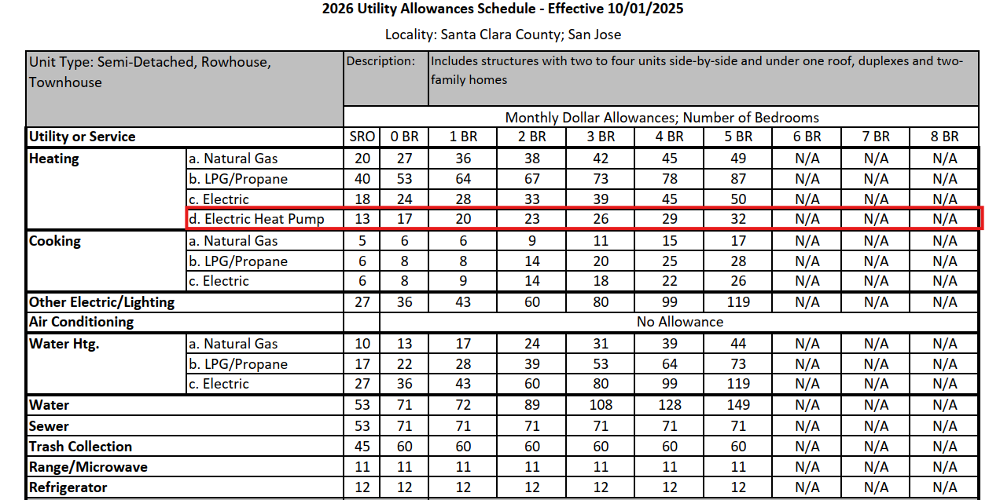 2026 Utility Allowances Schedule - Effective 10/01/2025
Locality: Santa Clara County; San Jose
Unit Type: Semi-Detached, Rowhouse, Townhouse Description: Includes structures with two to four units side-by-side and under one roof, duplexes and two-family homes
Monthly Dollar Allowances; Number of Bedrooms
Utility or Service SRO 0 BR 1 BR 2 BR 3 BR 4 BR 5 BR 6 BR 7 BR 8 BR
Heating a. Natural Gas 20 27 36 38 42 45 49 N/A N/A N/A
b. LPG/Propane 40 53 64 67 73 78 87 N/A N/A N/A
c. Electric 18 24 28 33 39 45 50 N/A N/A N/A
d. Electric Heat Pump 13 17 20 23 26 29 32 N/A N/A N/A
Cooking a. Natural Gas 5 6 6 9 11 15 17 N/A N/A N/A
b. LPG/Propane 6 8 8 14 20 25 28 N/A N/A N/A
c. Electric 6 8 9 14 18 22 26 N/A N/A N/A
Other Electric/Lighting 27 36 43 60 80 99 119 N/A N/A N/A
Air Conditioning No Allowance
Water Htg. a. Natural Gas 10 13 17 24 31 39 44 N/A N/A N/A
b. LPG/Propane 17 22 28 39 53 64 73 N/A N/A N/A
c. Electric 27 36 43 60 80 99 119 N/A N/A N/A
Water 53 71 72 89 108 128 149 N/A N/A N/A
Sewer 53 71 71 71 71 71 71 N/A N/A N/A
Trash Collection 45 60 60 60 60 60 60 N/A N/A N/A
Range/Microwave 11 11 11 11 11 11 11 N/A N/A N/A
Refrigerator 12 12 12 12 12 12 12 N/A N/A N/A